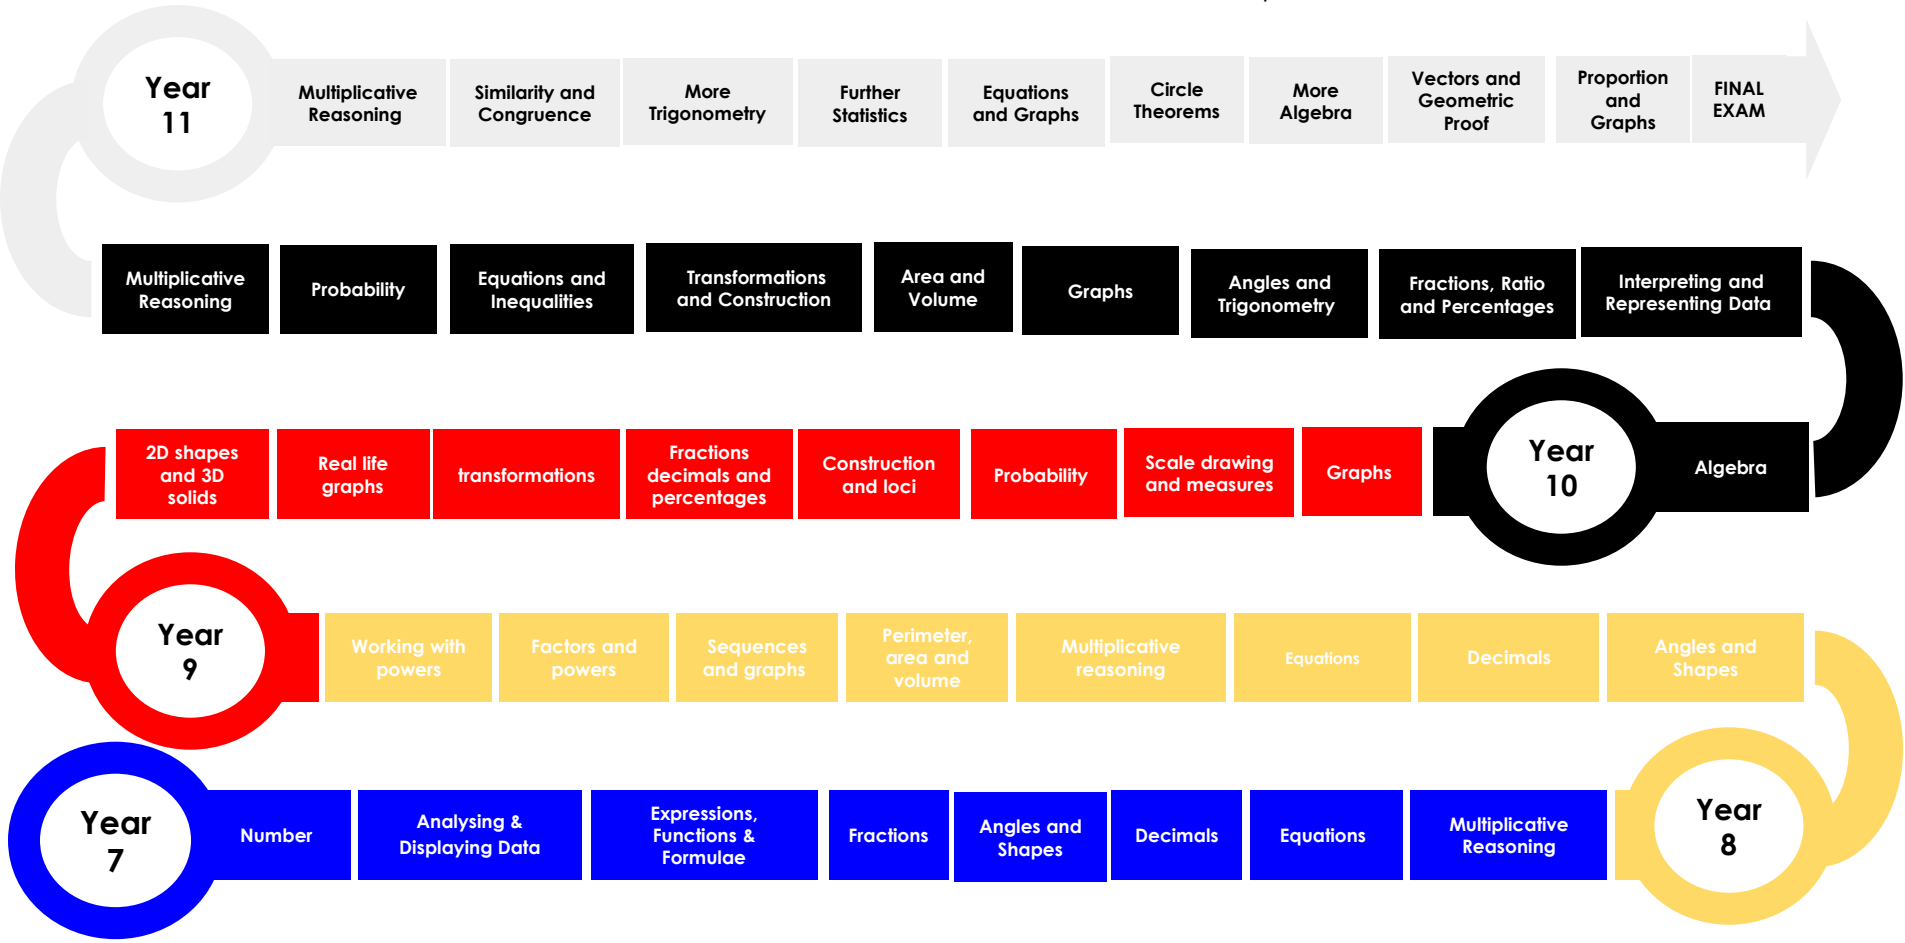 Year
11
Multiplicative
Reasoning
Similarity and
Congruence
More
Trigonometry
Further
Statistics
Equations
and Graphs
Circle
Theorems
More
Algebra
Vectors and
Geometric
Proof
Proportion
and
Graphs
FINAL
EXAM
Multiplicative
Reasoning
Probability
Equations and
Inequalities
Transformations
and Construction
Area and
Volume
Graphs
Angles and
Trigonometry
Fractions, Ratio
and Percentages
Interpreting and
Representing Data
2D shapes
and 3D
solids
Real life
graphs
transformations
Fractions
decimals and
percentages
Construction
and loci
Probability
Scale drawing
and measures
Graphs
Year
10
Algebra
Year
9
Working with
powers
Factors and
powers
Sequences
and graphs
Perimeter,
area and
volume
Multiplicative
reasoning
Equations
Decimals
Angles and
Shapes
Year
7
Number
Analysing &
Displaying Data
Expressions,
Functions &
Formulae
Fractions
Angles and
Shapes
Decimals
Equations
Multiplicative
Reasoning
Year
8